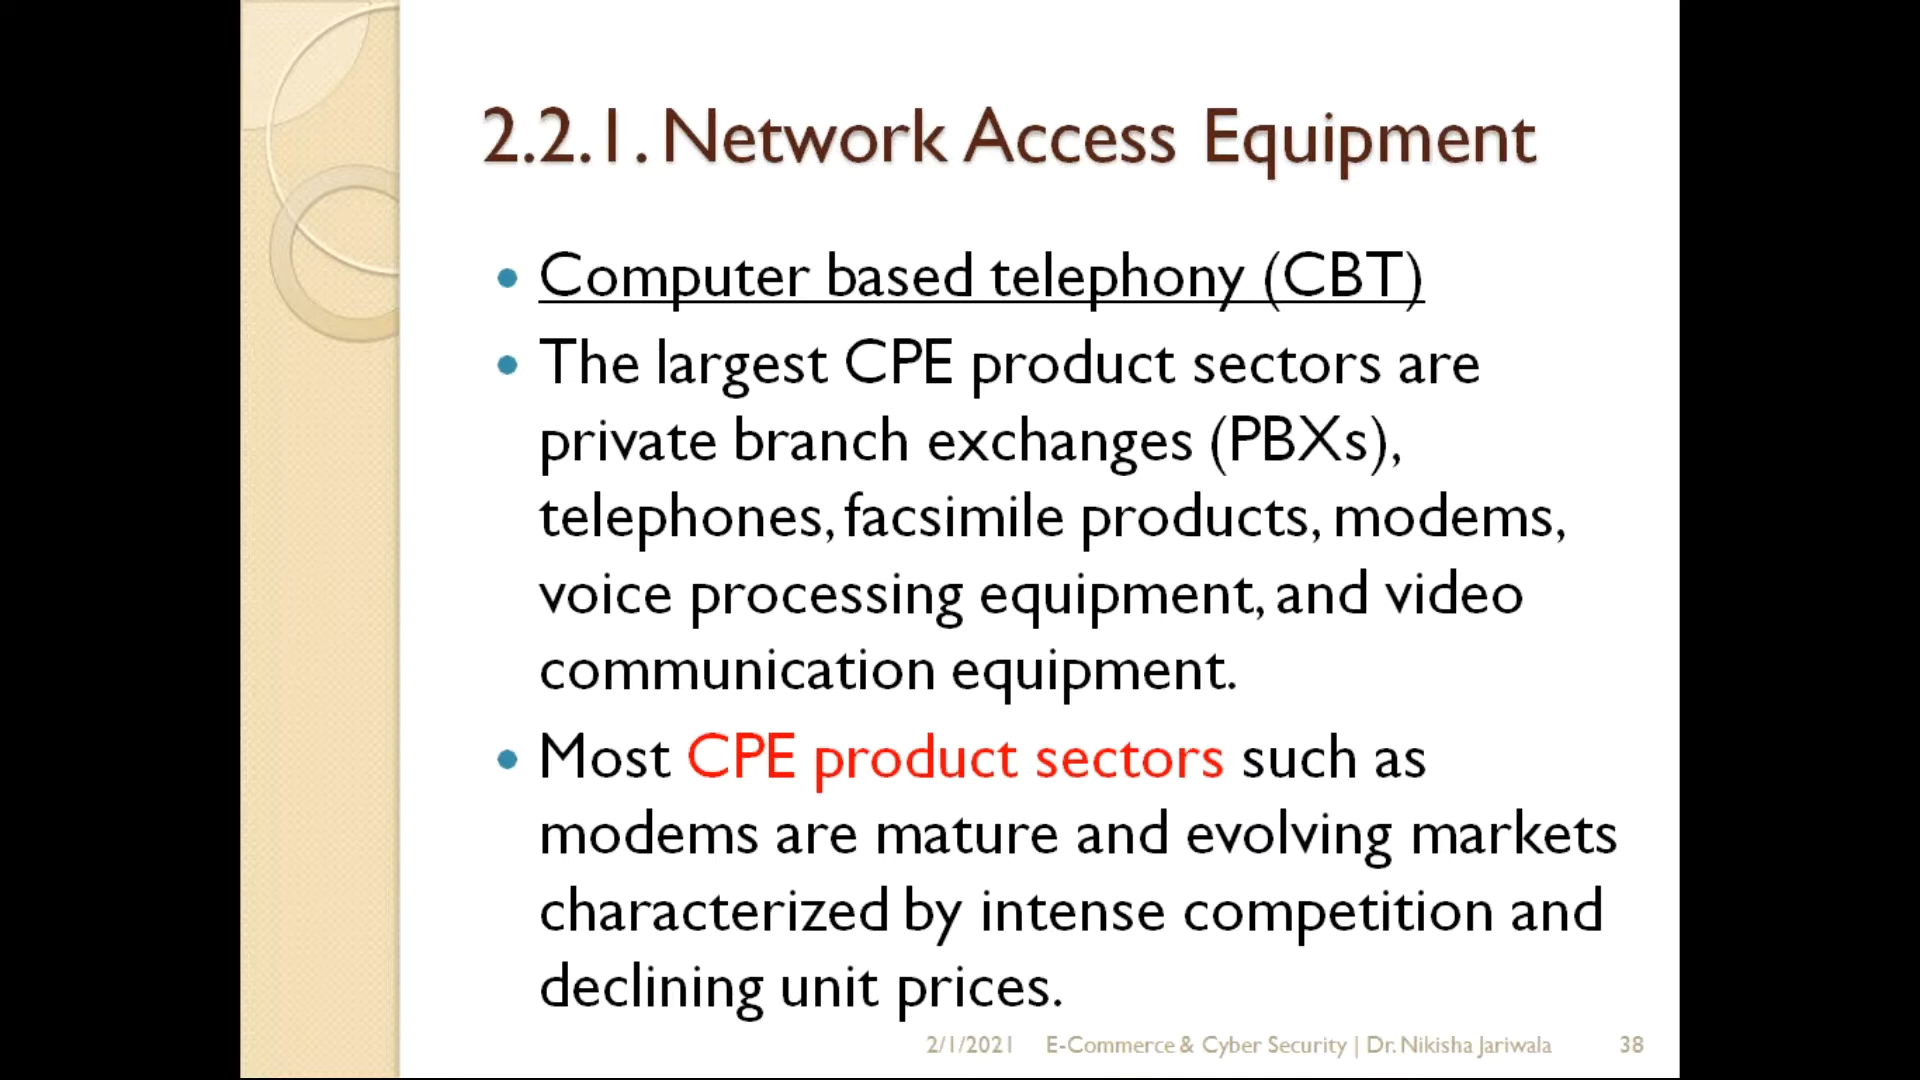 2.2.1. Network Access Equipment
Computer based telephony (CBT)
The largest CPE product sectors are
private branch exchanges (PBXs),
telephones, facsimile products, modems,
voice processing equipment, and video
communication equipment.
Most CPE product sectors such as
modems are mature and evolving markets
characterized by intense competition and
declining unit prices.
2/1/2021 E-Commerce & Cyber Security | Dr. Nikisha Jariwala 38